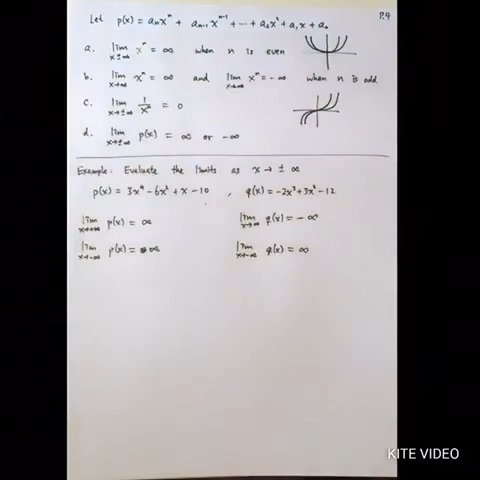 Let p(x) = aₙxⁿ + aₙ₋₁xⁿ⁻¹ + ... + a₂x² + a₁x + a₀ P.4
a. lim x→±∞ xⁿ = ∞ when n is even
b. lim x→∞ xⁿ = ∞ and lim x→-∞ xⁿ = -∞ when n is odd
c. lim x→±∞ 1/xⁿ = 0
d. lim x→±∞ p(x) = ∞ or -∞
Example: Evaluate the limits as x → ± ∞
p(x) = 3x⁴ - 6x² + x - 10 , q(x) = -2x³ + 3x² - 12
lim x→+∞ p(x) = ∞ lim x→∞ q(x) = - ∞
lim x→-∞ p(x) = ∞ lim x→-∞ q(x) = ∞
KITE VIDEO